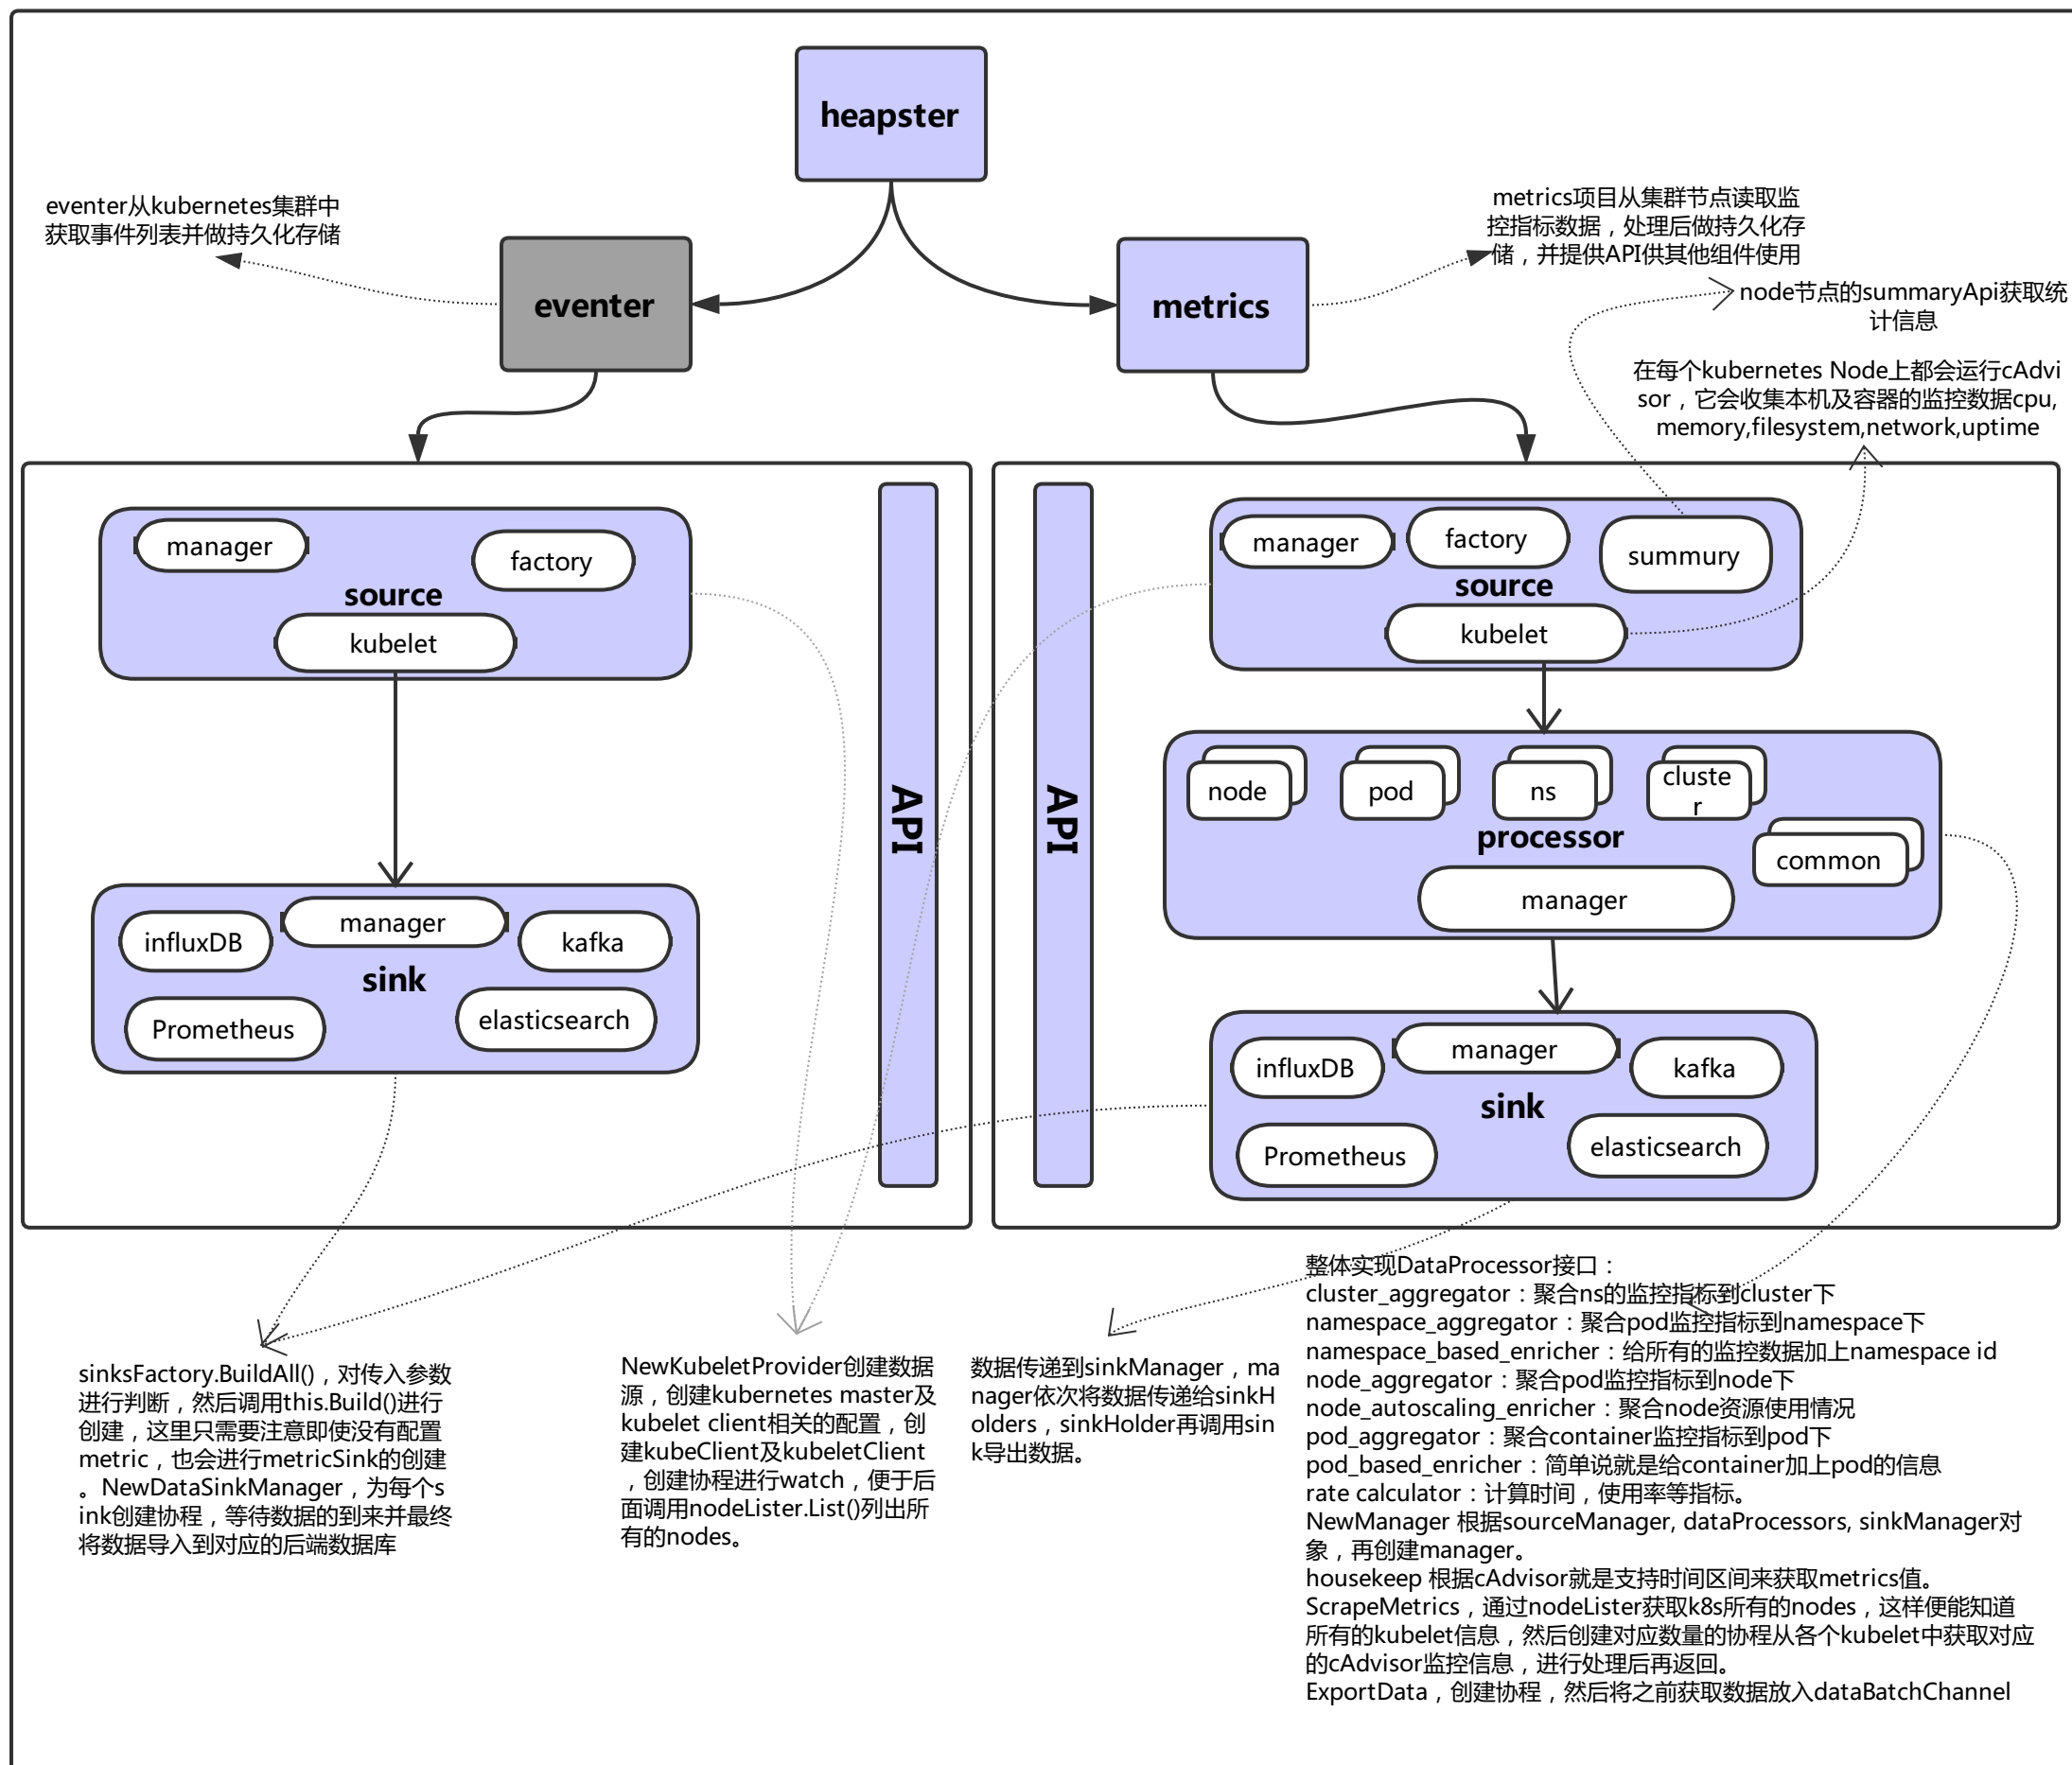 heapster
eventer从kubernetes集群中
获取事件列表并做持久化存储
metrics项目从集群节点读取监
控指标数据，处理后做持久化存
储，并提供API供其他组件使用
eventer
metrics
node节点的summaryApi获取统
计信息
在每个kubernetes Node上都会运行cAdvi
sor，它会收集本机及容器的监控数据cpu,
memory,filesystem,network,uptime
manager
factory
source
kubelet
API
influxDB
manager
kafka
sink
Prometheus
elasticsearch
API
manager
factory
summury
source
kubelet
node
pod
ns
cluste
r
processor
common
manager
influxDB
manager
kafka
sink
Prometheus
elasticsearch
sinksFactory.BuildAll()，对传入参数
进行判断，然后调用this.Build()进行
创建，这里只需要注意即使没有配置
metric，也会进行metricSink的创建
。NewDataSinkManager，为每个s
ink创建协程，等待数据的到来并最终
将数据导入到对应的后端数据库
NewKubeletProvider创建数据
源，创建kubernetes master及
kubelet client相关的配置，创
建kubeClient及kubeletClient
，创建协程进行watch，便于后
面调用nodeLister.List()列出所
有的nodes。
数据传递到sinkManager，ma
nager依次将数据传递给sinkH
olders，sinkHolder再调用sin
k导出数据。
整体实现DataProcessor接口：
cluster_aggregator：聚合ns的监控指标到cluster下
namespace_aggregator：聚合pod监控指标到namespace下
namespace_based_enricher：给所有的监控数据加上namespace id
node_aggregator：聚合pod监控指标到node下
node_autoscaling_enricher：聚合node资源使用情况
pod_aggregator：聚合container监控指标到pod下
pod_based_enricher：简单说就是给container加上pod的信息
rate calculator：计算时间，使用率等指标。
NewManager 根据sourceManager, dataProcessors, sinkManager对
象，再创建manager。
housekeep 根据cAdvisor就是支持时间区间来获取metrics值。
ScrapeMetrics，通过nodeLister获取k8s所有的nodes，这样便能知道
所有的kubelet信息，然后创建对应数量的协程从各个kubelet中获取对应
的cAdvisor监控信息，进行处理后再返回。
ExportData，创建协程，然后将之前获取数据放入dataBatchChannel